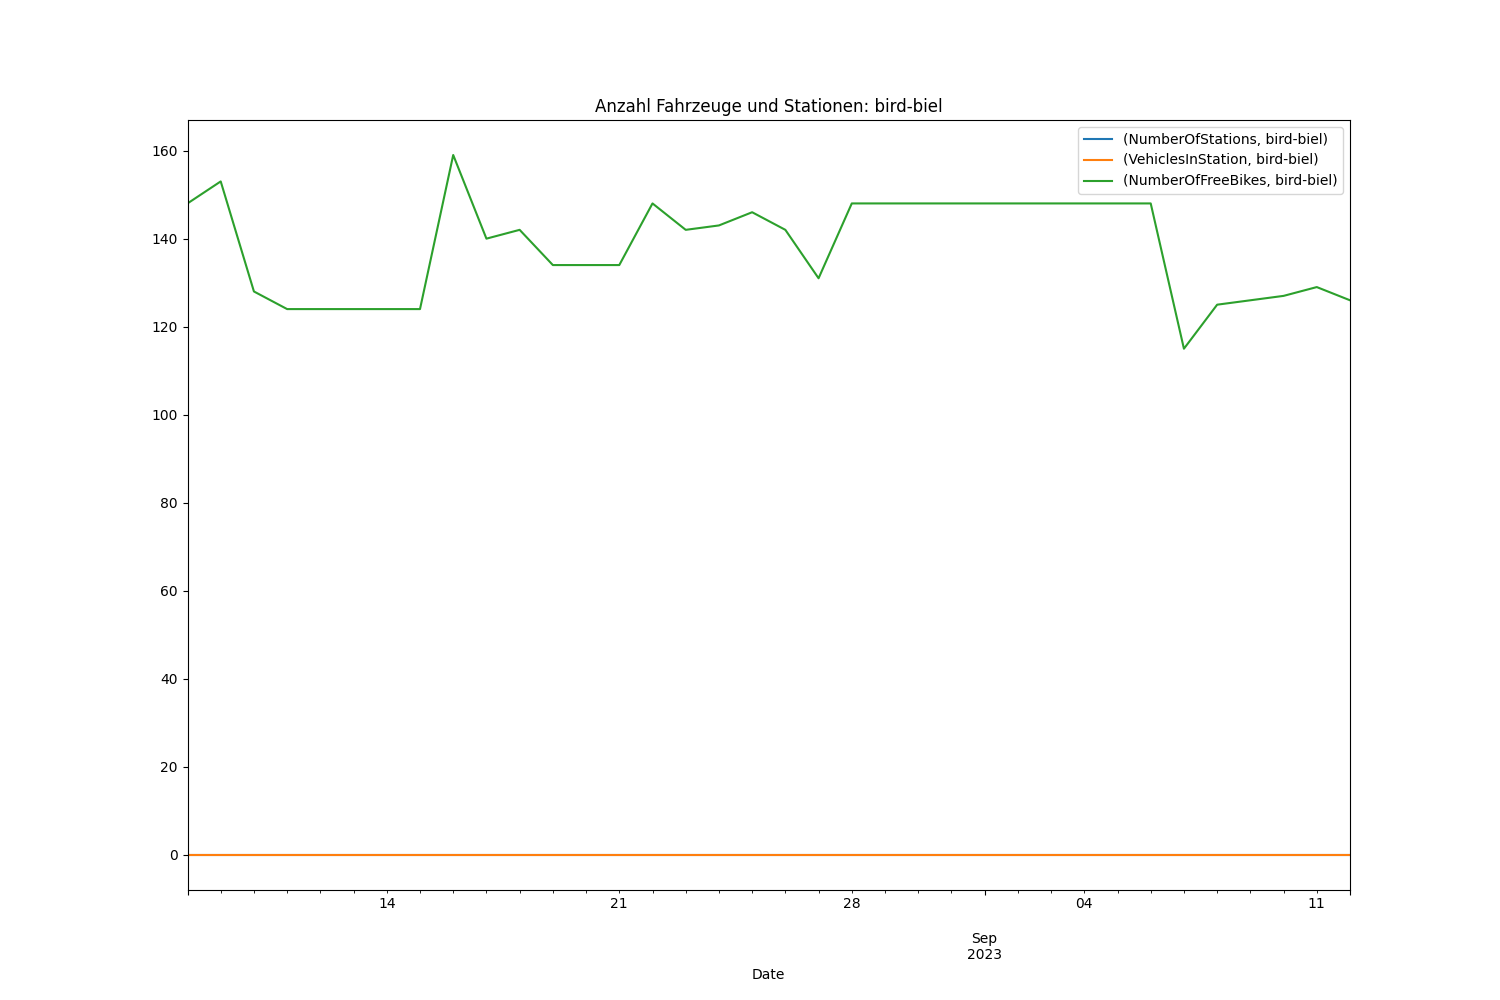 Anzahl Fahrzeuge und Stationen: bird-biel
(NumberOfStations, bird-biel)
(VehiclesInStation, bird-biel)
(NumberOfFreeBikes, bird-biel)
160
140
120
100
80
60
40
20
0
14 21 28 04 11
Sep
2023
Date